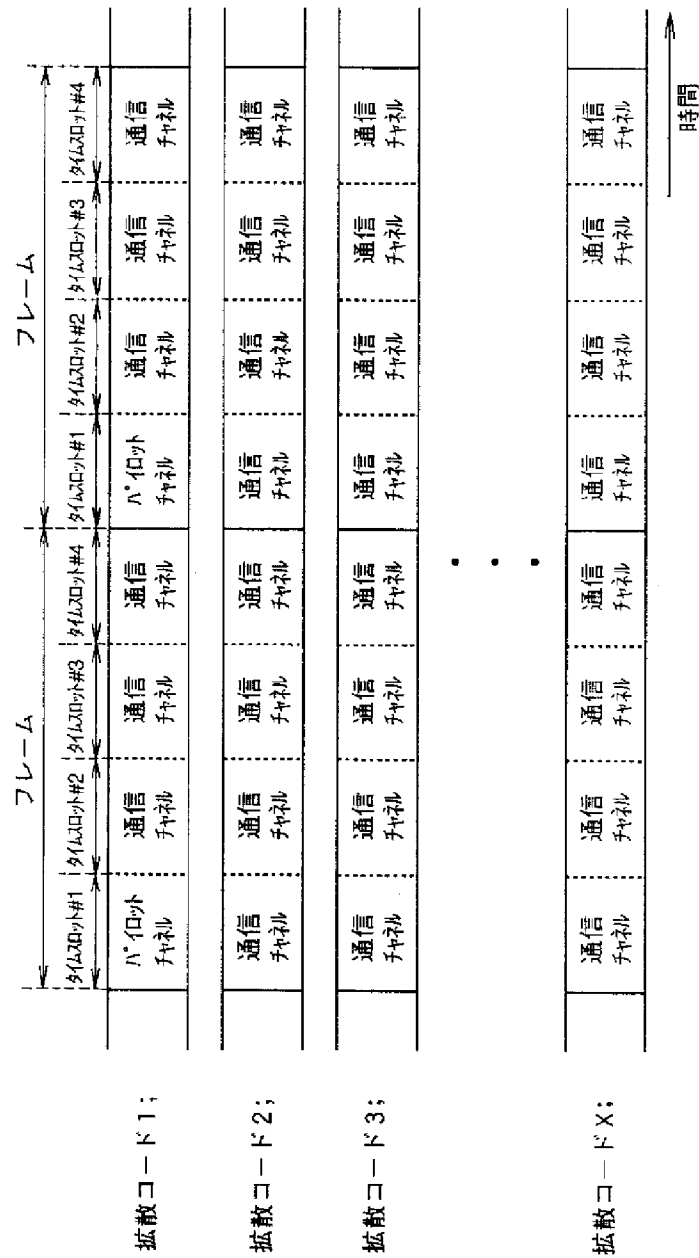 フレーム フレーム
タイムスロット#1 タイムスロット#2 タイムスロット#3 タイムスロット#4 タイムスロット#1 タイムスロット#2 タイムスロット#3 タイムスロット#4
拡散コード1;
パイロット 通信 通信 通信 パイロット 通信 通信 通信
チャネル チャネル チャネル チャネル チャネル チャネル チャネル チャネル
拡散コード2;
通信 通信 通信 通信 通信 通信 通信 通信
チャネル チャネル チャネル チャネル チャネル チャネル チャネル チャネル
拡散コード3;
通信 通信 通信 通信 通信 通信 通信 通信
チャネル チャネル チャネル チャネル チャネル チャネル チャネル チャネル
拡散コードX;
通信 通信 通信 通信 通信 通信 通信 通信
チャネル チャネル チャネル チャネル チャネル チャネル チャネル チャネル
時間